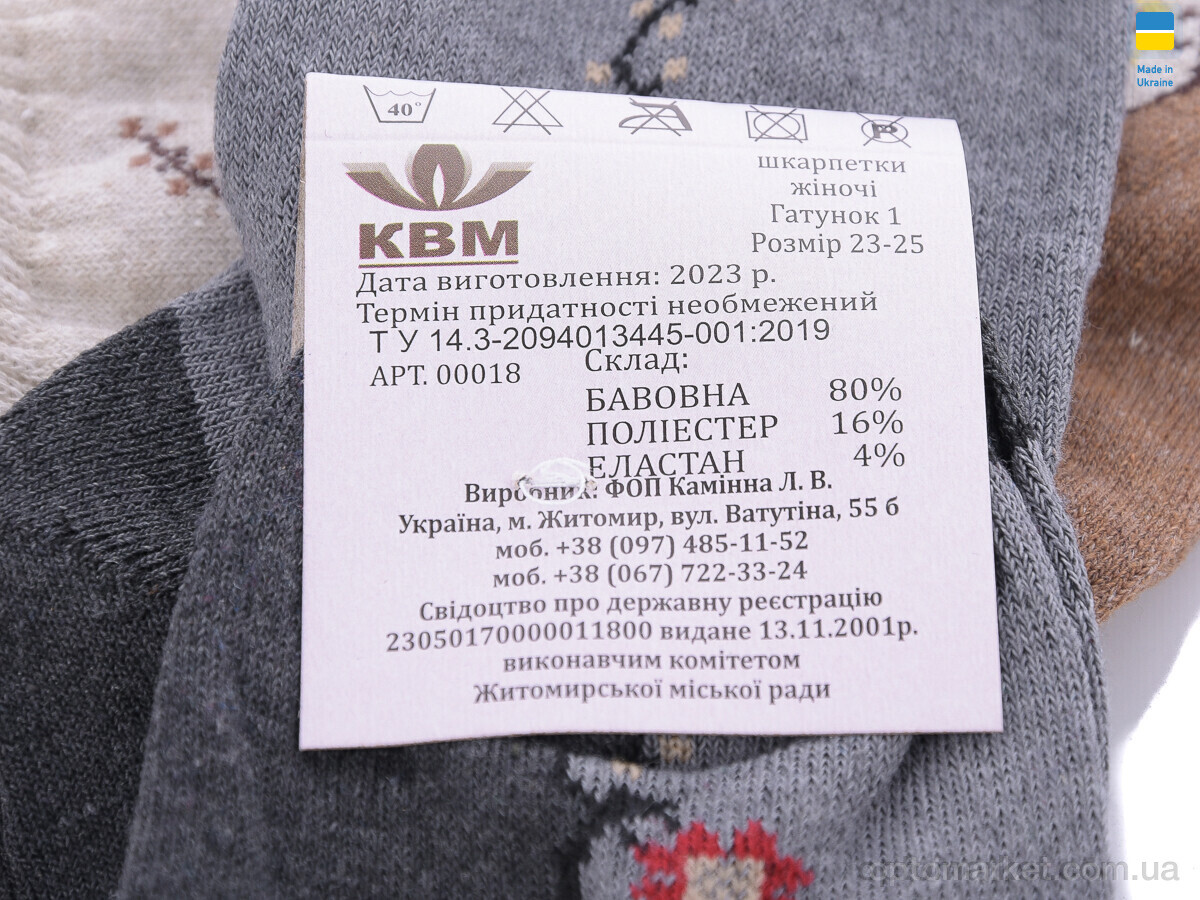 Made in
Ukraine
40°
P
КВМ
шкарпетки
жіночі
Гатунок 1
Розмір 23-25
Дата виготовлення: 2023 р.
Термін придатності необмежений
Т У 14.3-2094013445-001:2019
АРТ. 00018
Склад:
БАВОВНА 80%
ПОЛІЕСТЕР 16%
ЕЛАСТАН 4%
Виробник: ФОП Камінна Л. В.
Україна, м. Житомир, вул. Ватутіна, 55 б
моб. +38 (097) 485-11-52
моб. +38 (067) 722-33-24
Свідоцтво про державну реєстрацію
23050170000011800 видане 13.11.2001р.
виконавчим комітетом
Житомирської міської ради
optomarket.com.ua